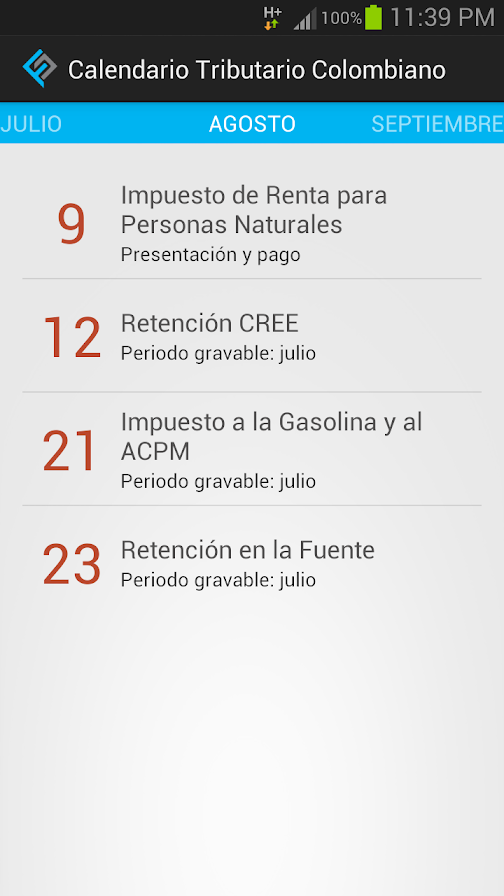 H+ 100% 11:39 PM
Calendario Tributario Colombiano
JULIO AGOSTO SEPTIEMBRE
9
Impuesto de Renta para
Personas Naturales
Presentación y pago
12
Retención CREE
Periodo gravable: julio
21
Impuesto a la Gasolina y al
ACPM
Periodo gravable: julio
23
Retención en la Fuente
Periodo gravable: julio